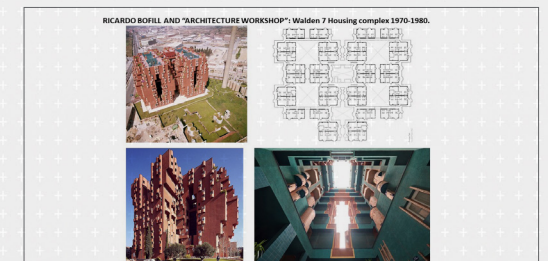 RICARDO BOFILL AND “ARCHITECTURE WORKSHOP”: Walden 7 Housing complex 1970-1980.